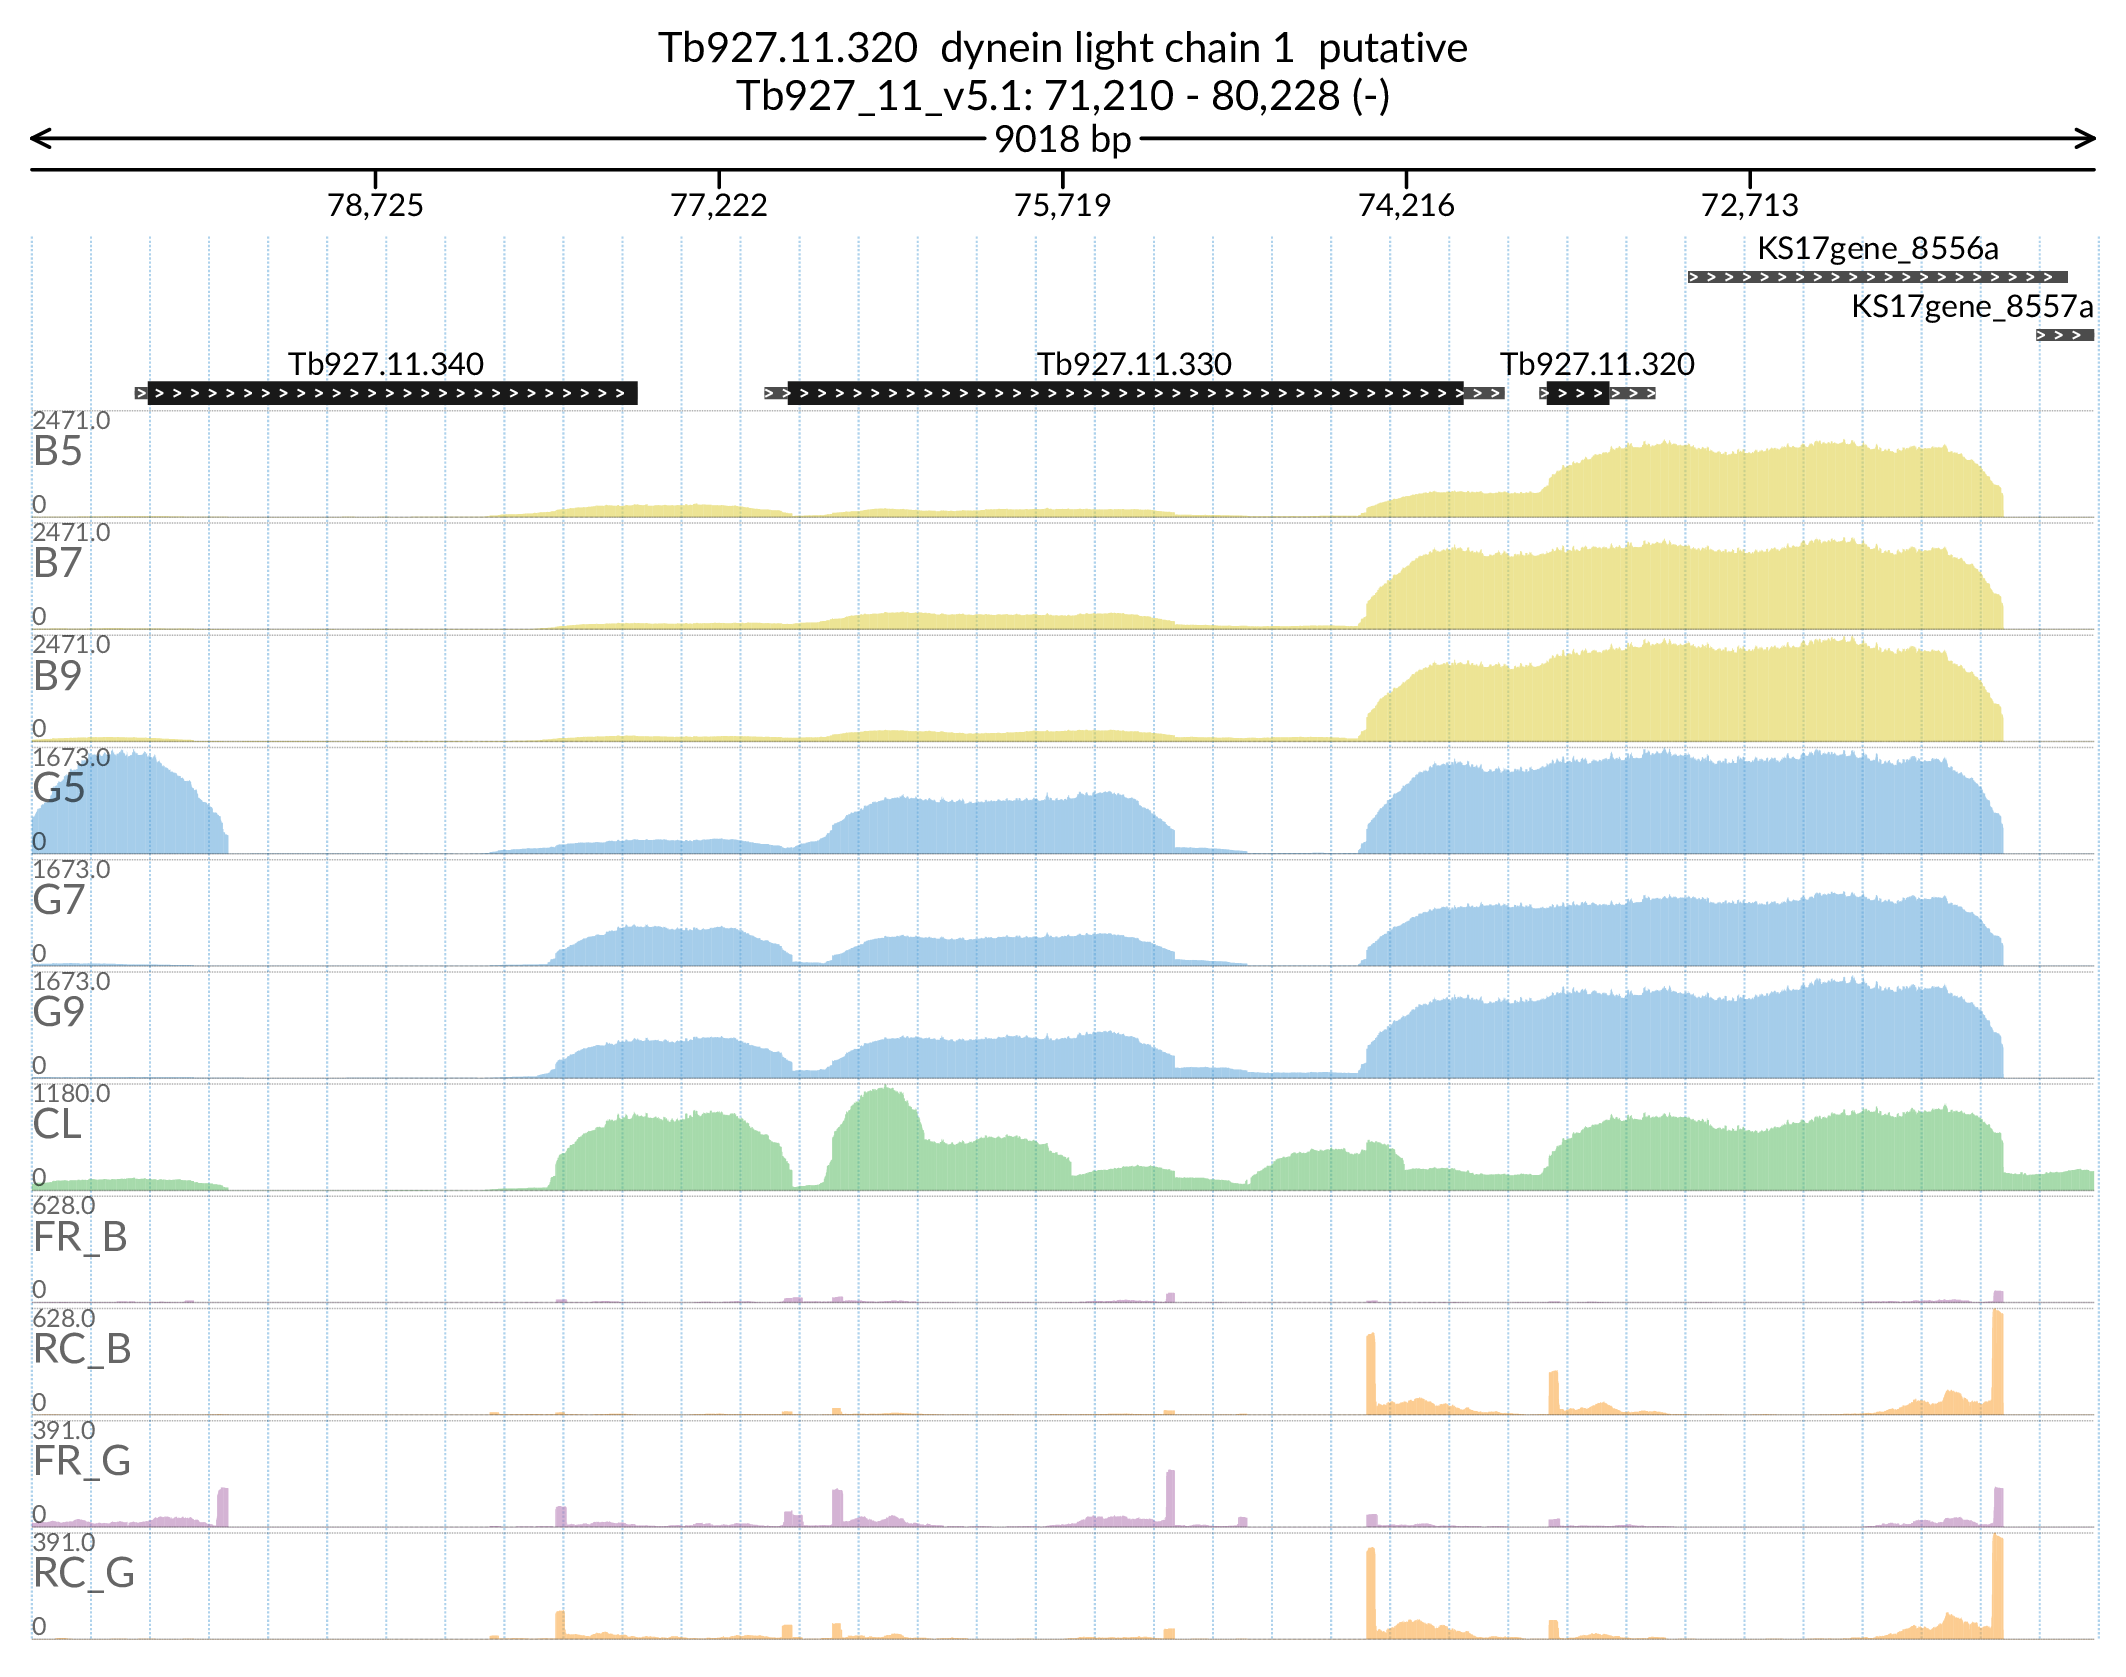 Tb927.11.320  dynein light chain 1  putative
Tb927_11_v5.1: 71,210 - 80,228 (-)
9018 bp
78,725 77,222 75,719 74,216 72,713
KS17gene_8556a
KS17gene_8557a
Tb927.11.340 Tb927.11.330 Tb927.11.320
2471.0
B5
0
2471.0
B7
0
2471.0
B9
0
1673.0
G5
0
1673.0
G7
0
1673.0
G9
0
1180.0
CL
0
628.0
FR_B
0
628.0
RC_B
0
391.0
FR_G
0
391.0
RC_G
0